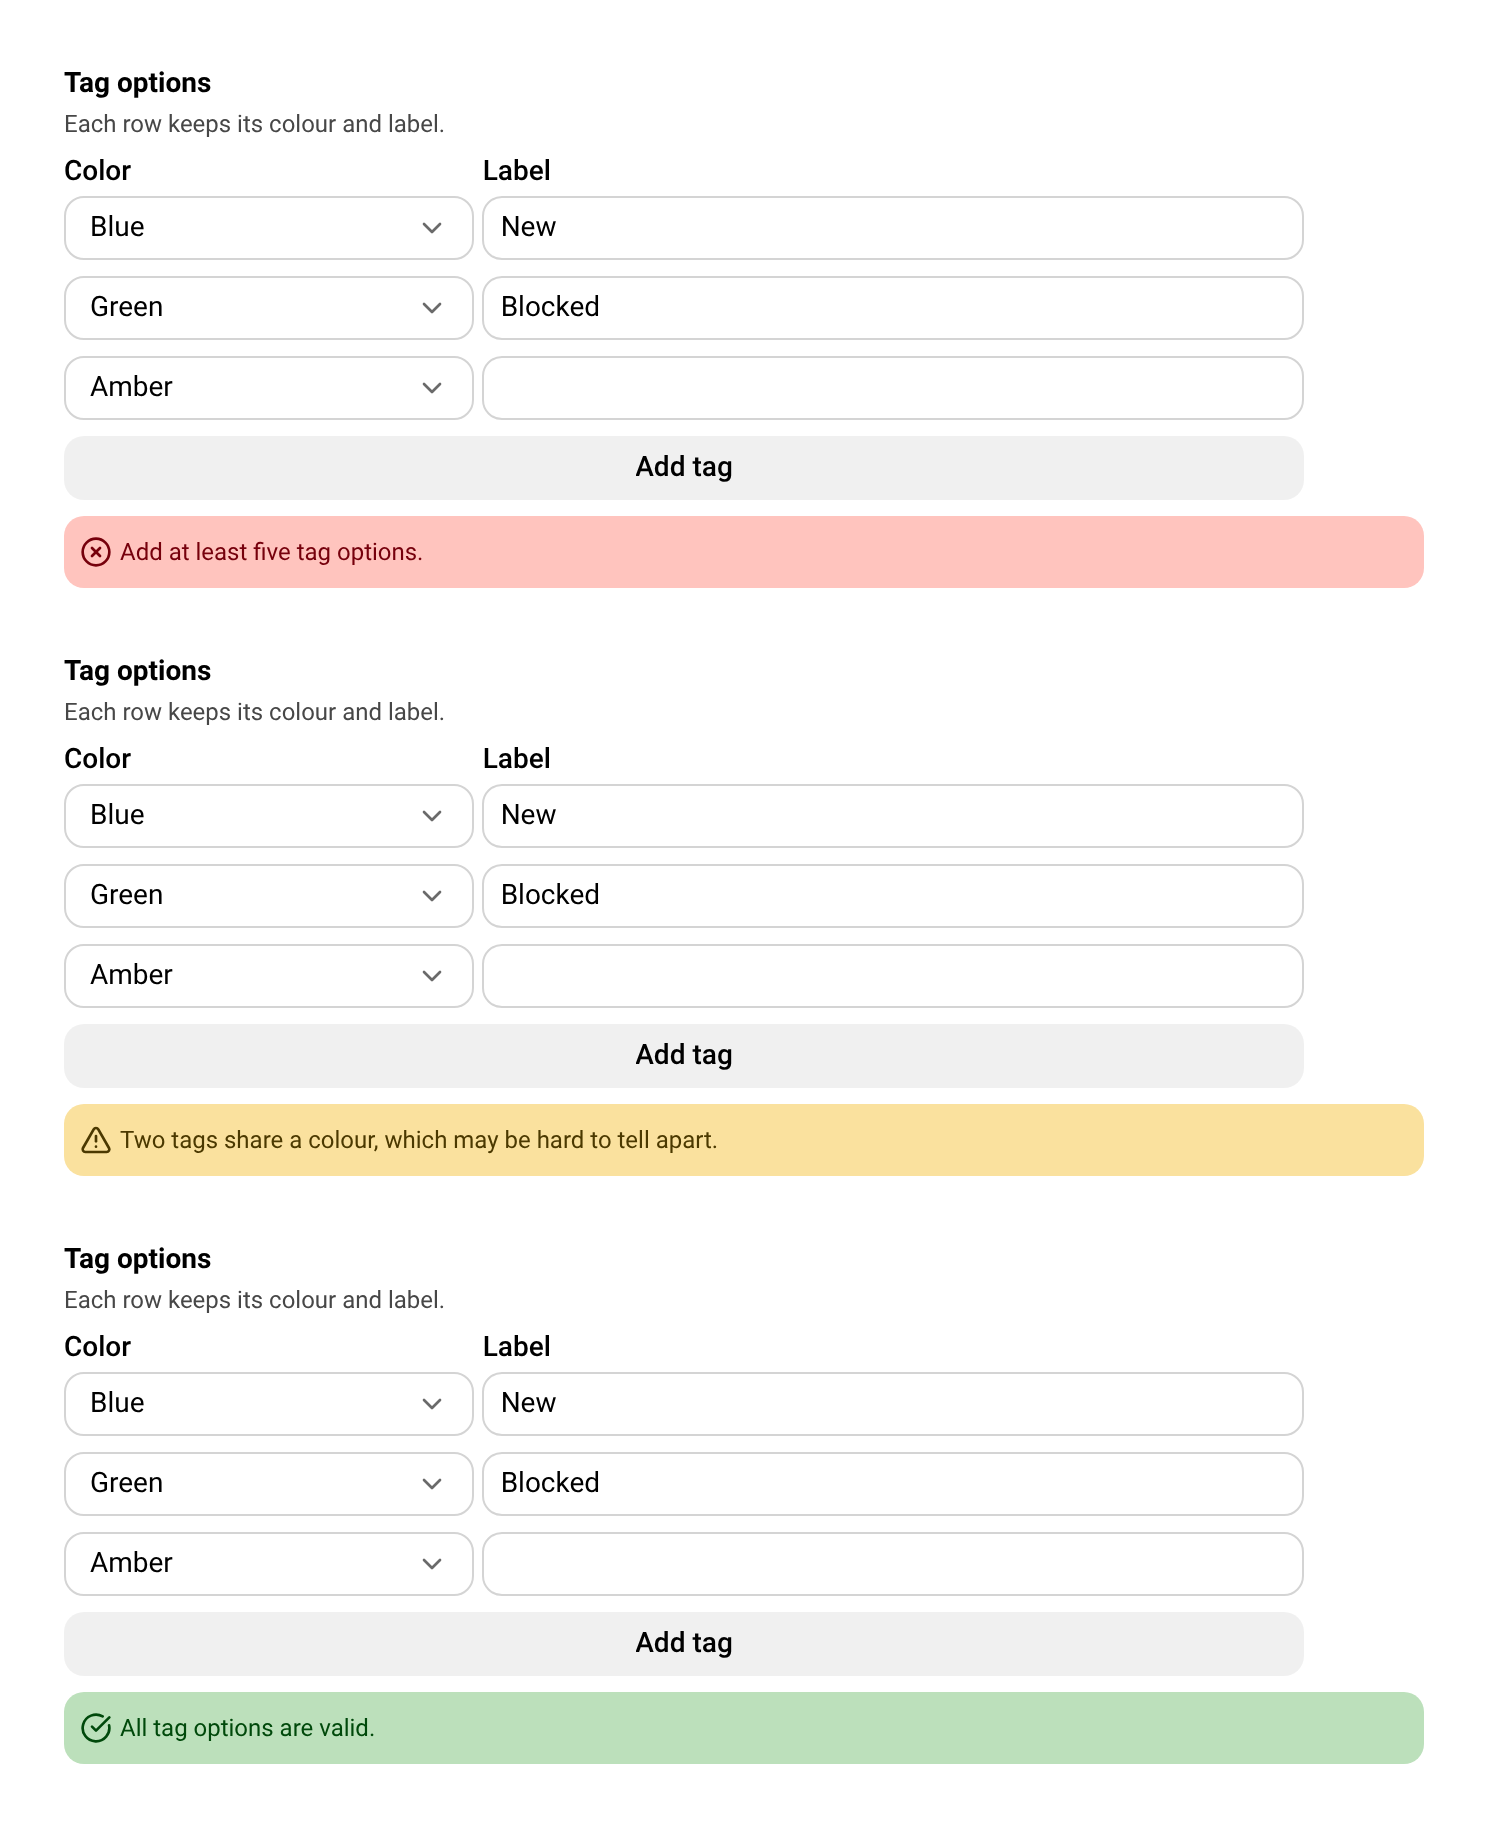 Tag options
Each row keeps its colour and label.
Color Label
Blue New
Green Blocked
Amber
Add tag
Add at least five tag options.
Tag options
Each row keeps its colour and label.
Color Label
Blue New
Green Blocked
Amber
Add tag
Two tags share a colour, which may be hard to tell apart.
Tag options
Each row keeps its colour and label.
Color Label
Blue New
Green Blocked
Amber
Add tag
All tag options are valid.